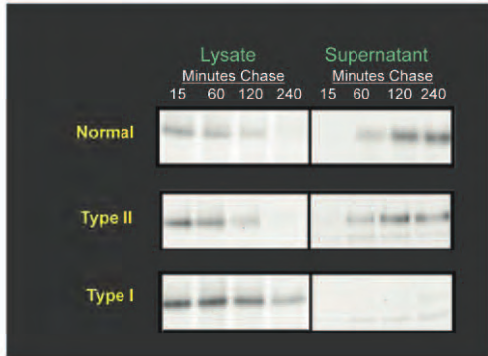 Lysate Supernatant
Minutes Chase Minutes Chase
15 60 120 240 15 60 120 240
Normal
Type II
Type I